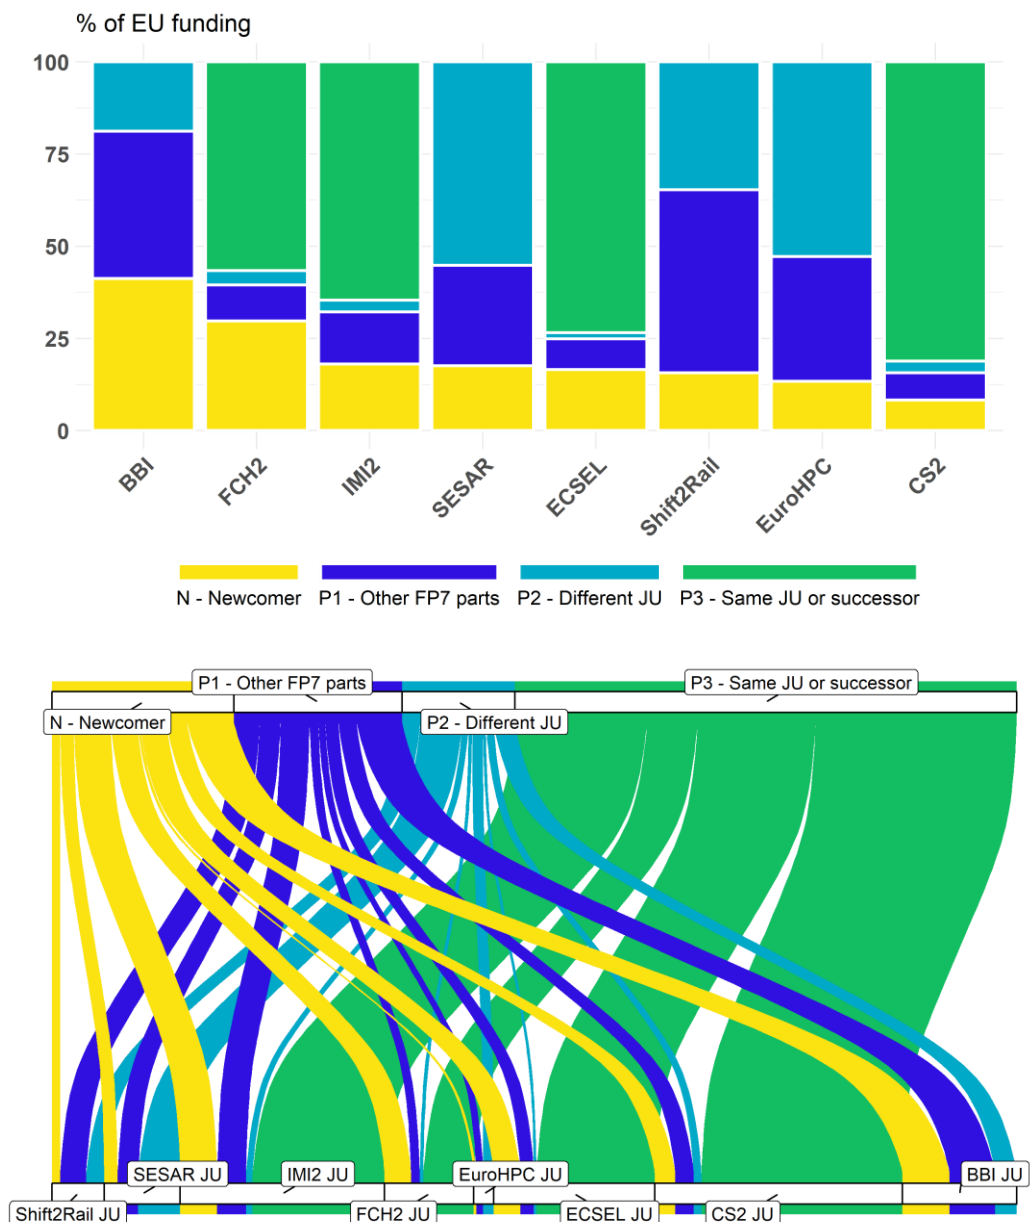 % of EU funding
100
75
50
25
0
BBI
FCH2
IMI2
SESAR
ECSEL
Shift2Rail
EuroHPC
CS2
N - Newcomer
P1 - Other FP7 parts
P2 - Different JU
P3 - Same JU or successor
P1 - Other FP7 parts
P3 - Same JU or successor
N - Newcomer
P2 - Different JU
SESAR JU
IMI2 JU
EuroHPC JU
BBI JU
Shift2Rail JU
FCH2 JU
ECSEL JU
CS2 JU